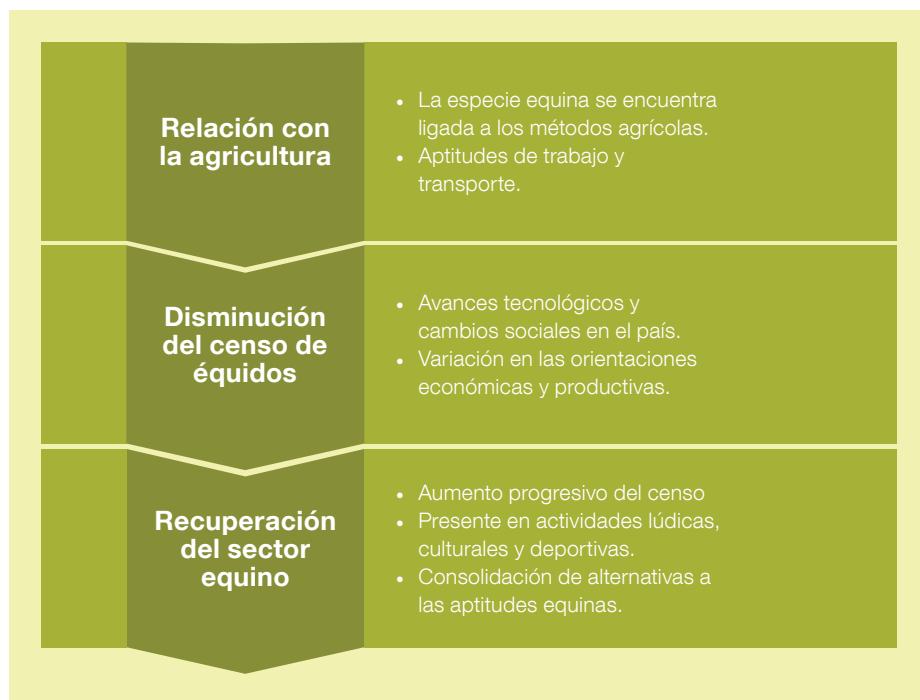 Relación con
la agricultura
• La especie equina se encuentra
ligada a los métodos agrícolas.
• Aptitudes de trabajo y
transporte.
Disminución
del censo de
équidos
• Avances tecnológicos y
cambios sociales en el país.
• Variación en las orientaciones
económicas y productivas.
Recuperación
del sector
equino
• Aumento progresivo del censo
• Presente en actividades lúdicas,
culturales y deportivas.
• Consolidación de alternativas a
las aptitudes equinas.